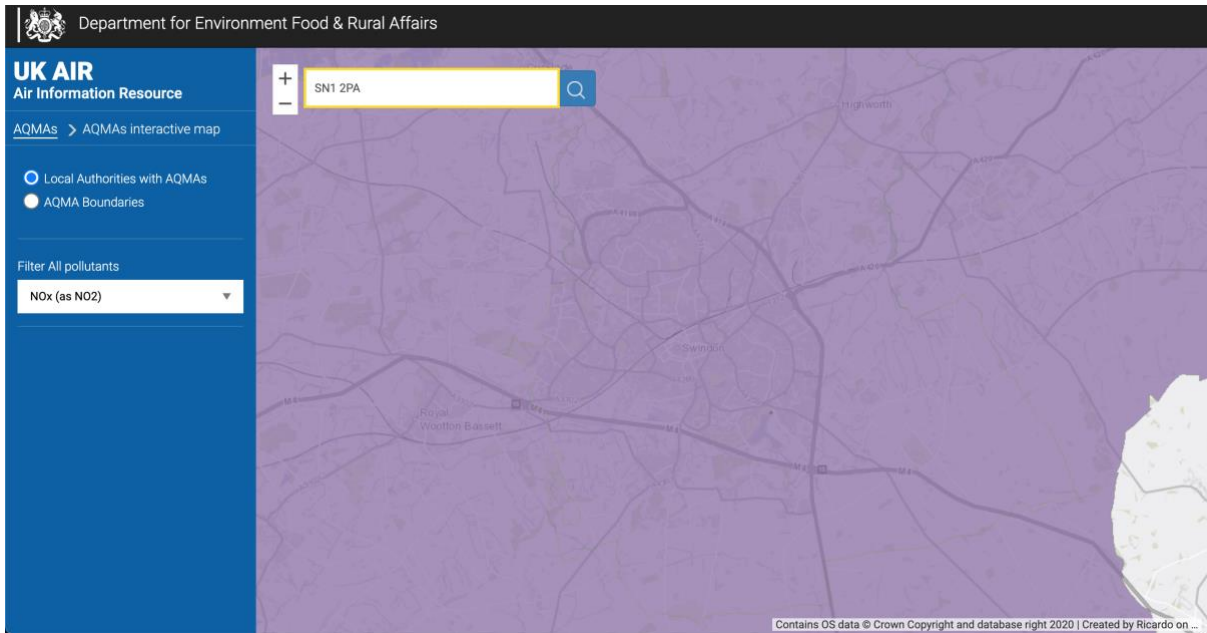 Department for Environment Food & Rural Affairs
UK AIR
Air Information Resource
AQMAs > AQMAs interactive map
Local Authorities with AQMAs
AQMA Boundaries
Filter All pollutants
NOx (as NO2)
+
−
SN1 2PA
Highworth
Swindon
Royal
Wootton Bassett
Contains OS data © Crown Copyright and database right 2020 | Created by Ricardo on ...